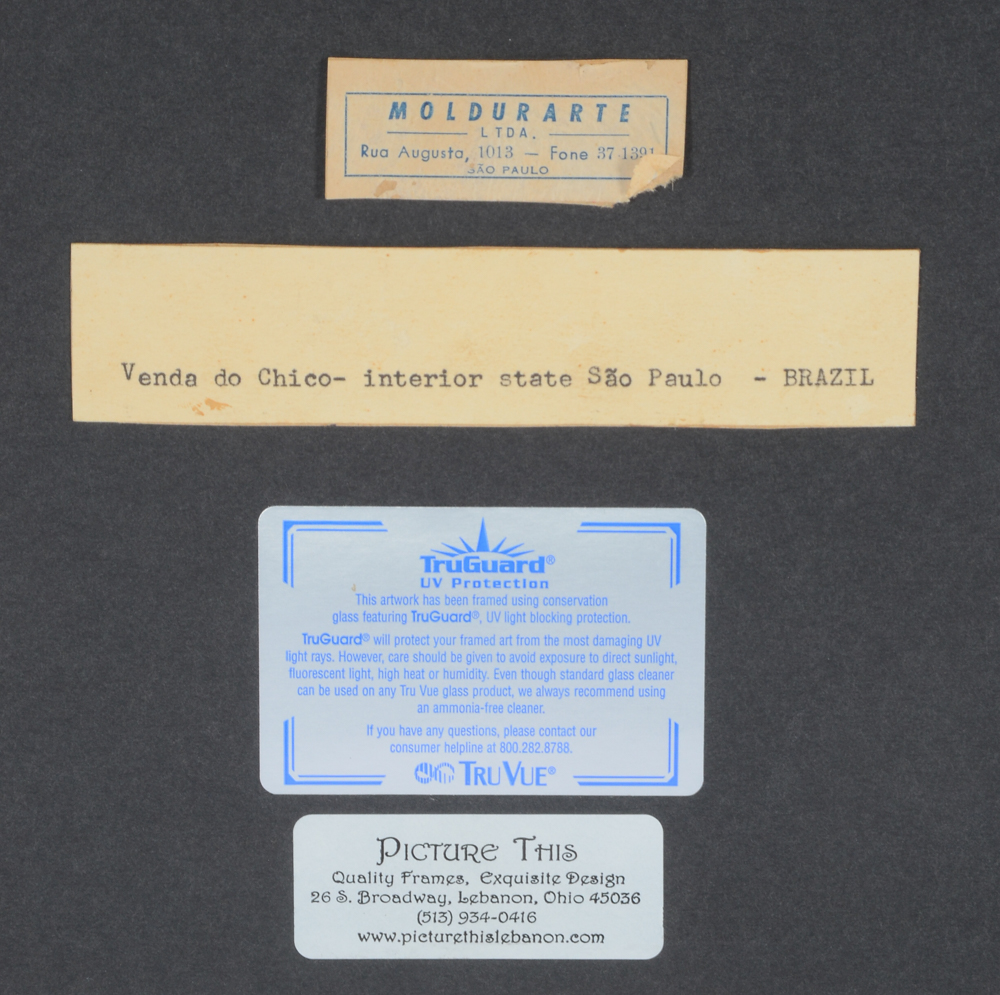 MOLDURARTE
LTDA.
Rua Augusta, 1013 — Fone 37-1391
SÃO PAULO
Venda do Chico- interior state São Paulo - BRAZIL
TruGuard®
UV Protection
This artwork has been framed using conservation
glass featuring TruGuard®, UV light blocking protection.
TruGuard® will protect your framed art from the most damaging UV
light rays. However, care should be given to avoid exposure to direct sunlight,
fluorescent light, high heat or humidity. Even though standard glass cleaner
can be used on any Tru Vue glass product, we always recommend using
an ammonia-free cleaner.
If you have any questions, please contact our
consumer helpline at 800.282.8788.
TRU VUE®
PICTURE THIS
Quality Frames, Exquisite Design
26 S. Broadway, Lebanon, Ohio 45036
(513) 934-0416
www.picturethislebanon.com